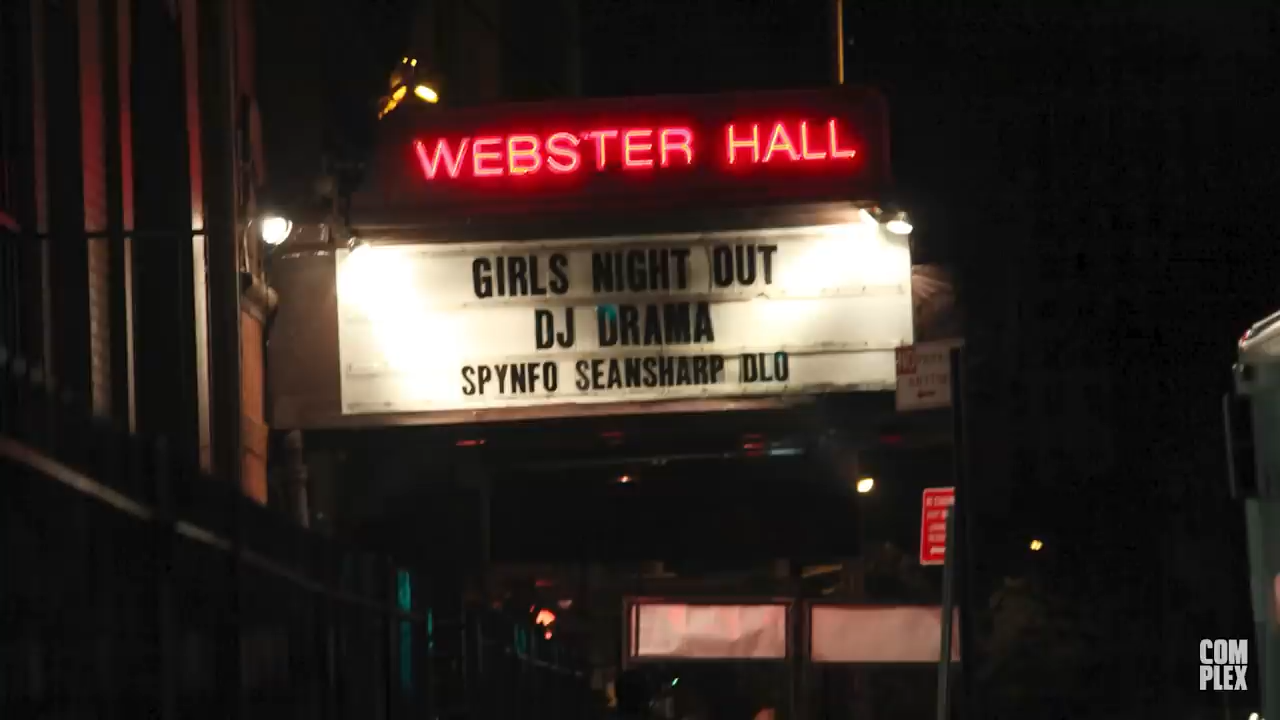 WEBSTER HALL
GIRLS NIGHT OUT
DJ DRAMA
SPYNFO SEANSHARP DLO
COM
PLEX